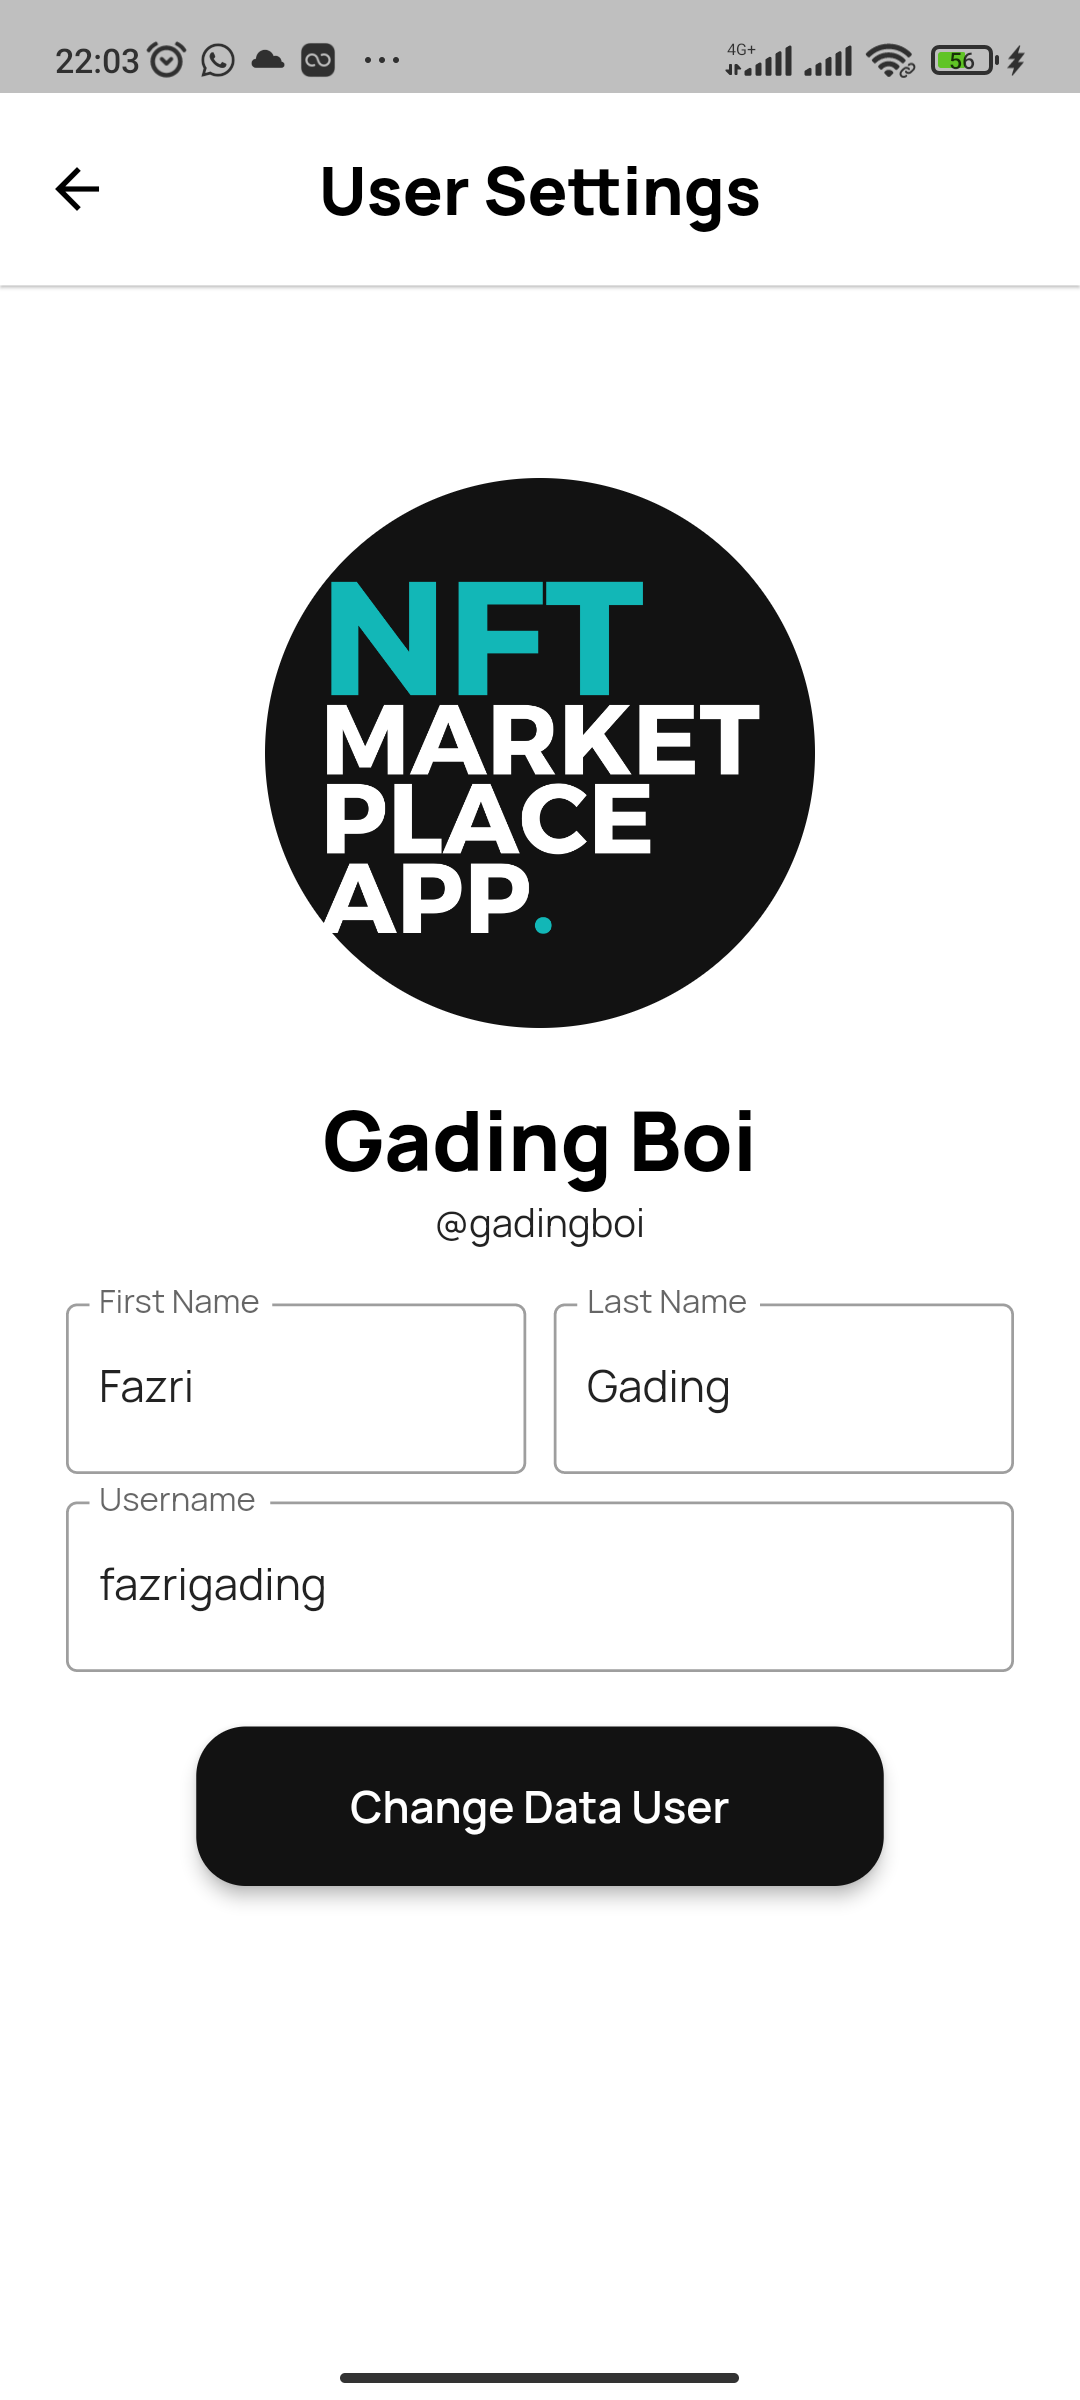 22:03
4G+
56
User Settings
NFT
MARKET
PLACE
APP.
Gading Boi
@gadingboi
First Name
Last Name
Fazri
Gading
Username
fazrigading
Change Data User